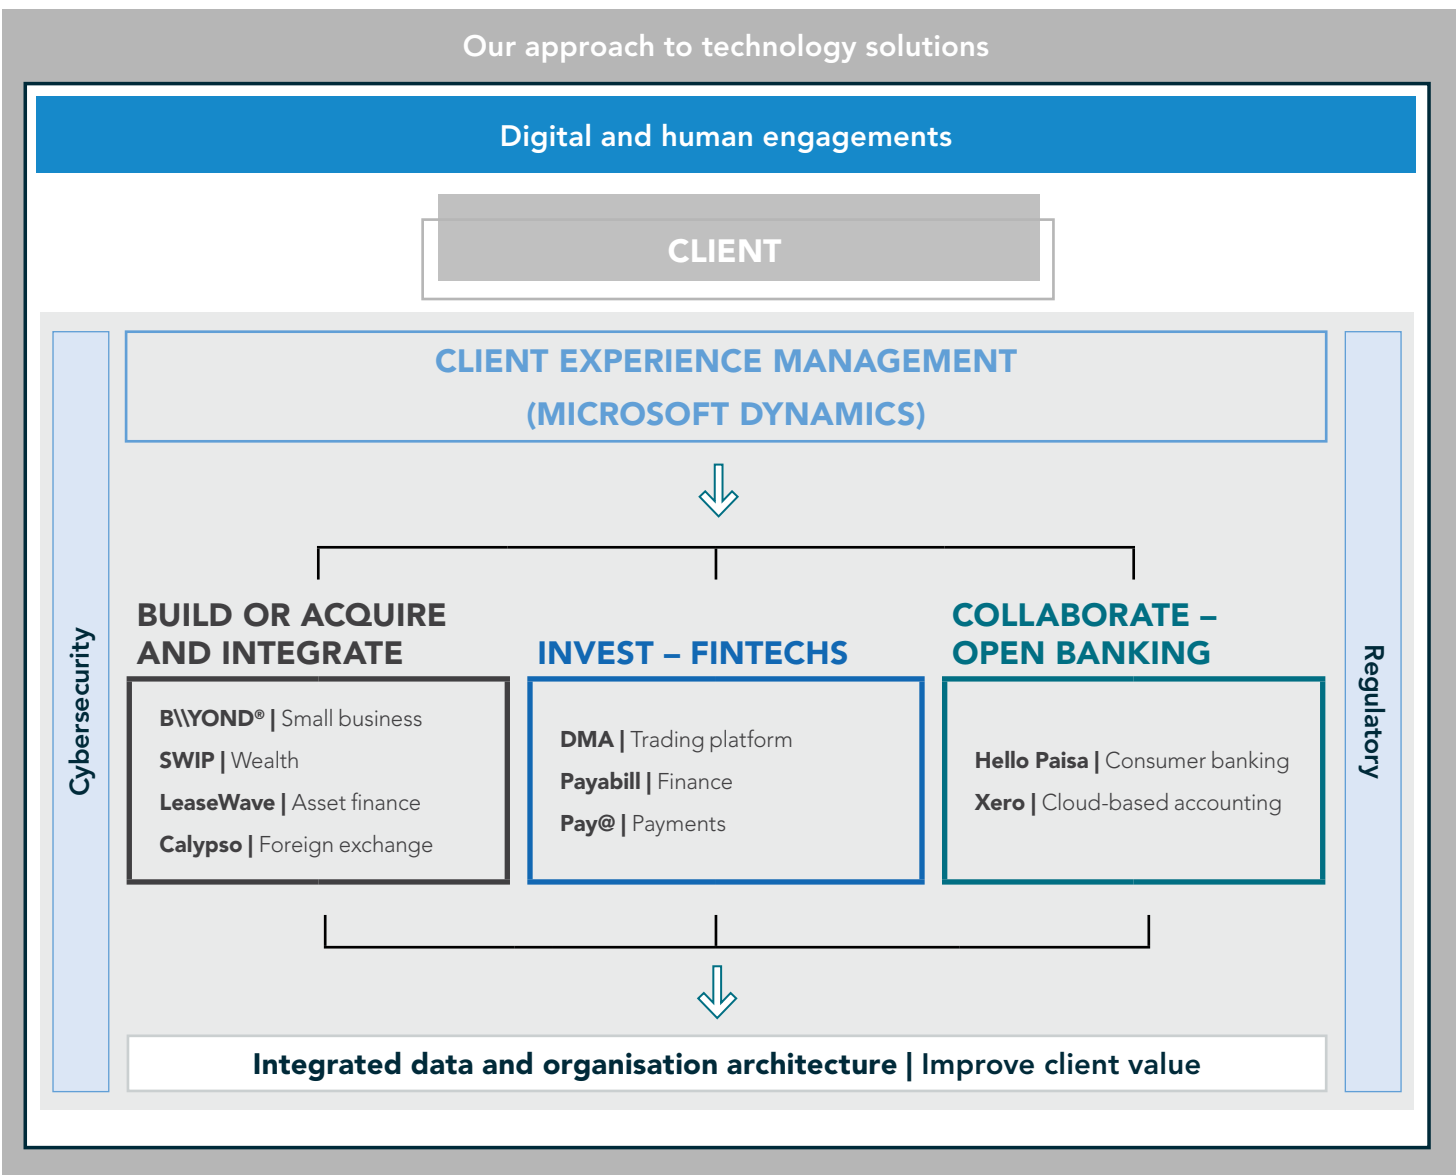 Our approach to technology solutions
Digital and human engagements
CLIENT
CLIENT EXPERIENCE MANAGEMENT
(MICROSOFT DYNAMICS)
Cybersecurity
BUILD OR ACQUIRE
AND INTEGRATE
B\\YOND® | Small business
SWIP | Wealth
LeaseWave | Asset finance
Calypso | Foreign exchange
INVEST – FINTECHS
DMA | Trading platform
Payabill | Finance
Pay@ | Payments
COLLABORATE –
OPEN BANKING
Hello Paisa | Consumer banking
Xero | Cloud-based accounting
Regulatory
Integrated data and organisation architecture | Improve client value